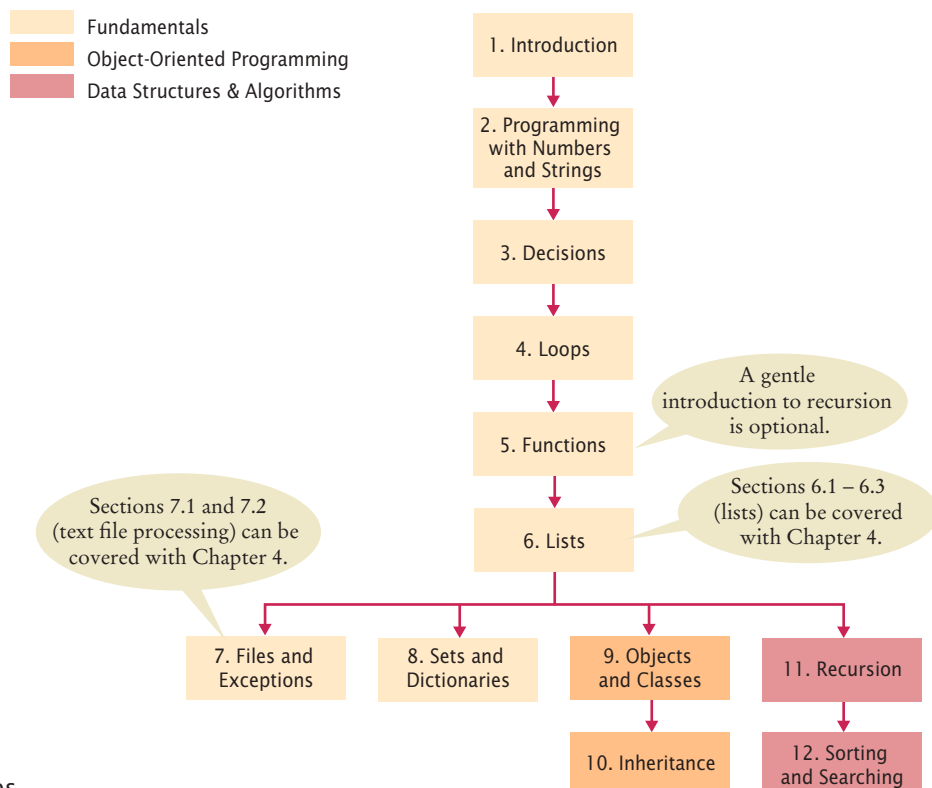 Fundamentals
Object-Oriented Programming
Data Structures & Algorithms
1. Introduction
2. Programming
with Numbers
and Strings
3. Decisions
4. Loops
A gentle
introduction to recursion
is optional.
5. Functions
Sections 6.1 – 6.3
(lists) can be covered
with Chapter 4.
Sections 7.1 and 7.2
(text file processing) can be
covered with Chapter 4.
6. Lists
7. Files and
Exceptions
8. Sets and
Dictionaries
9. Objects
and Classes
11. Recursion
10. Inheritance
12. Sorting
and Searching